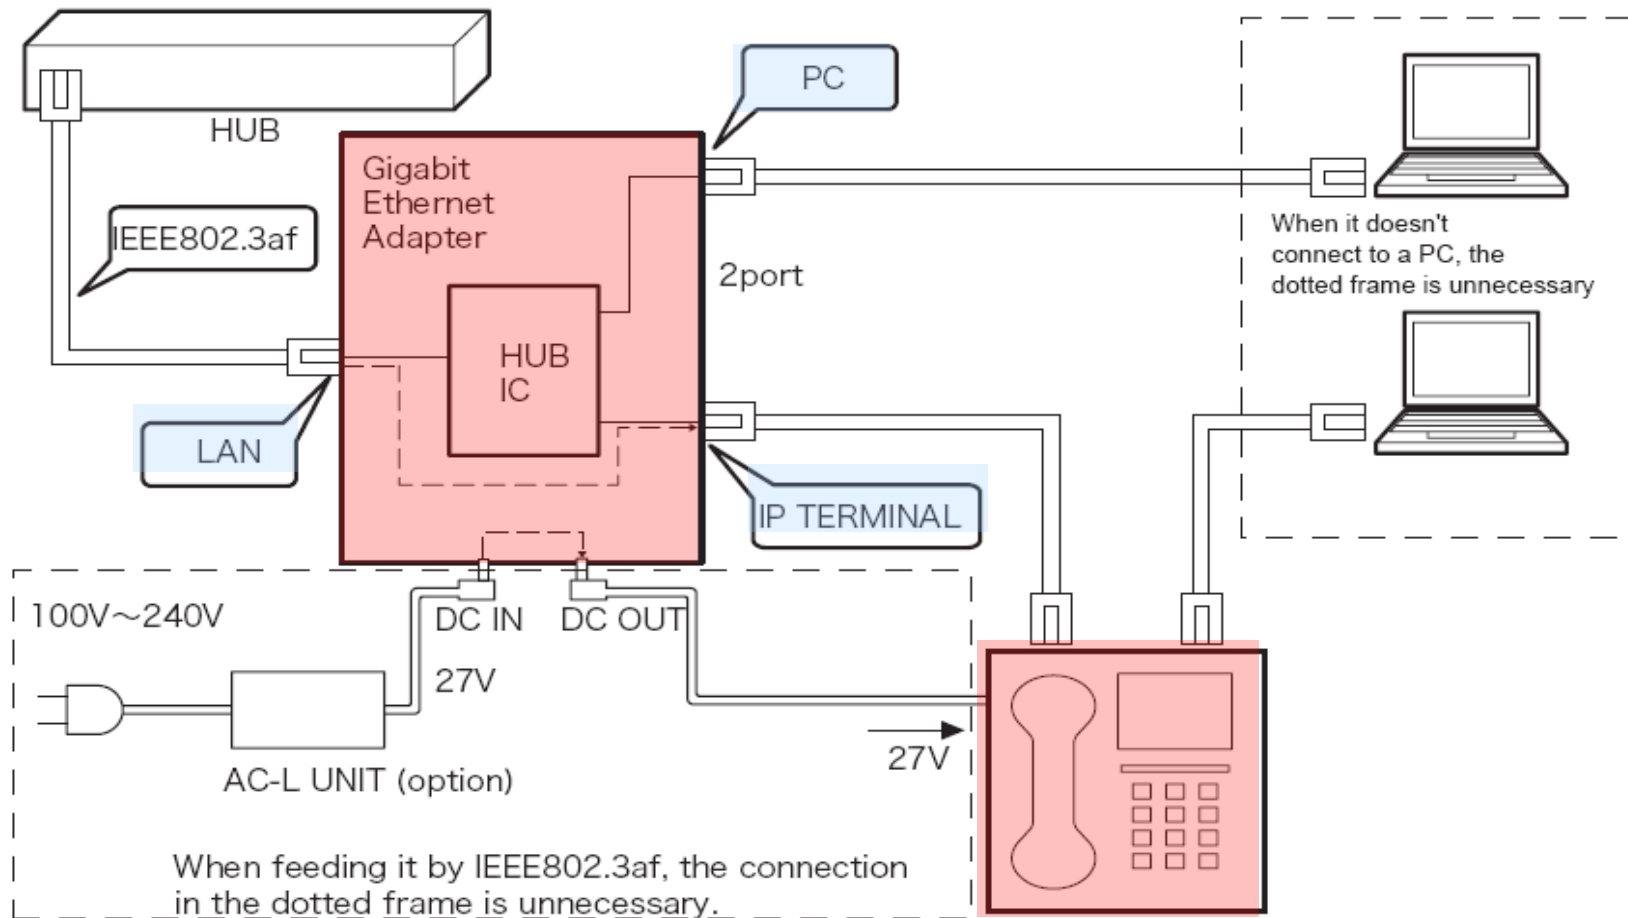 HUB
PC
Gigabit
Ethernet
Adapter
IEEE802.3af
2port
When it doesn't
connect to a PC, the
dotted frame is unnecessary
HUB
IC
LAN
IP TERMINAL
100V～240V
DC IN
DC OUT
27V
27V
AC-L UNIT (option)
When feeding it by IEEE802.3af, the connection
in the dotted frame is unnecessary.